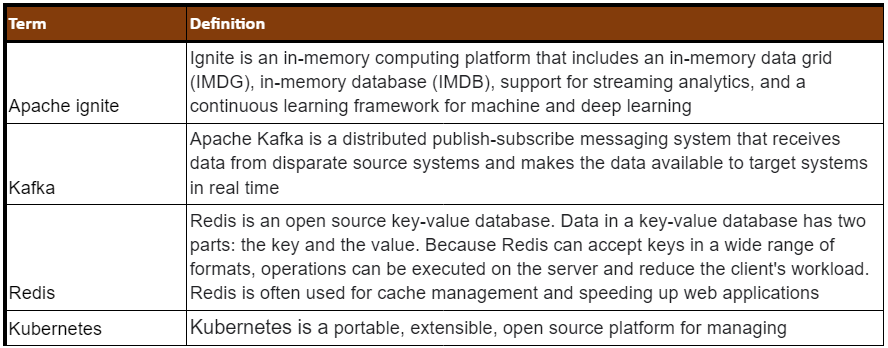 Term Definition
Ignite is an in-memory computing platform that includes an in-memory data grid
(IMDG), in-memory database (IMDB), support for streaming analytics, and a
Apache ignite continuous learning framework for machine and deep learning
Apache Kafka is a distributed publish-subscribe messaging system that receives
data from disparate source systems and makes the data available to target systems
Kafka in real time
Redis is an open source key-value database. Data in a key-value database has two
parts: the key and the value. Because Redis can accept keys in a wide range of
formats, operations can be executed on the server and reduce the client's workload.
Redis Redis is often used for cache management and speeding up web applications
Kubernetes Kubernetes is a portable, extensible, open source platform for managing